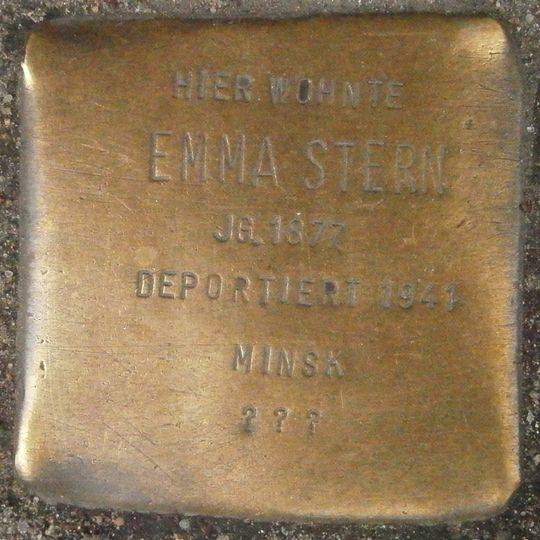 HIER WOHNTE
EMMA STERN
JG. 1877
DEPORTIERT 1941
MINSK
? ? ?